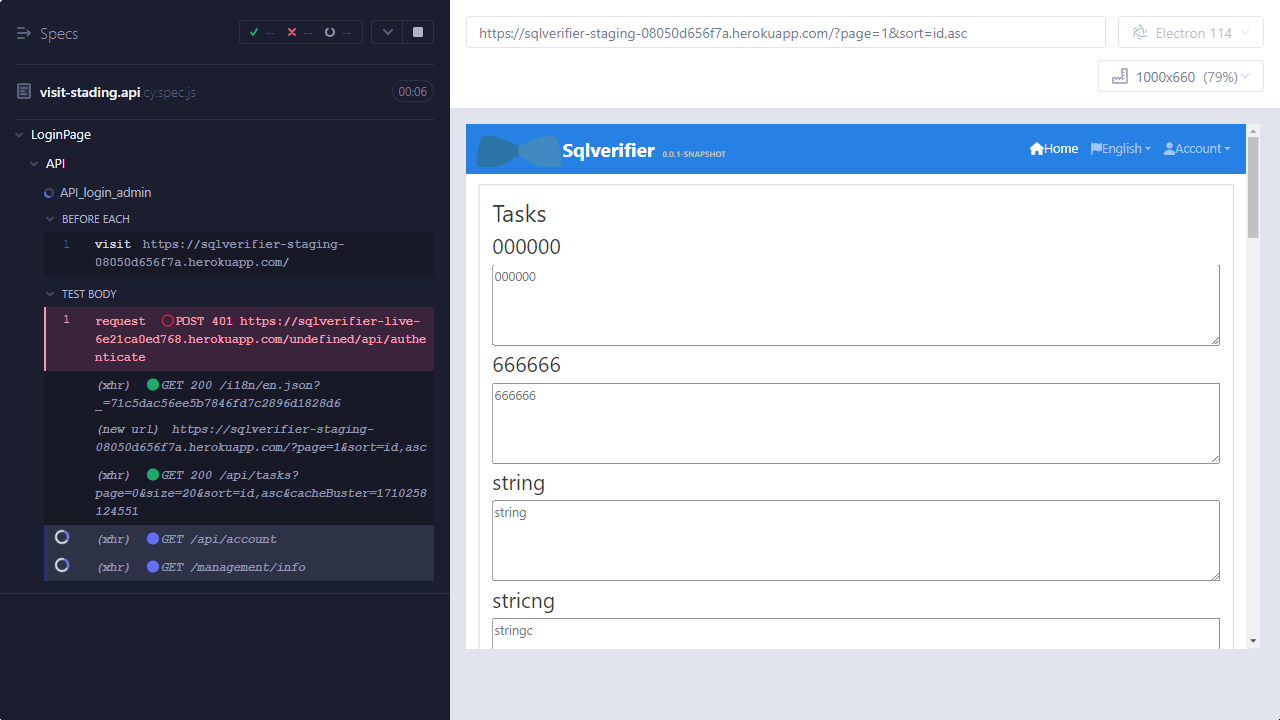 Specs
-- -- --
visit-stading.api.cy.spec.js
00:06
LoginPage
API
API_login_admin
BEFORE EACH
1 visit https://sqlverifier-staging-
08050d656f7a.herokuapp.com/
TEST BODY
1 request POST 401 https://sqlverifier-live-
6e21ca0ed768.herokuapp.com/undefined/api/authe
nticate
(xhr) GET 200 /i18n/en.json?
_=71c5dac56ee5b7846fd7c2896d1828d6
(new url) https://sqlverifier-staging-
08050d656f7a.herokuapp.com/?page=1&sort=id,asc
(xhr) GET 200 /api/tasks?
page=0&size=20&sort=id,asc&cacheBuster=1710258
124551
(xhr) GET /api/account
(xhr) GET /management/info
https://sqlverifier-staging-08050d656f7a.herokuapp.com/?page=1&sort=id,asc
Electron 114
1000x660 (79%)
Sqlverifier 0.0.1-SNAPSHOT
Home English Account
Tasks
000000
000000
666666
666666
string
string
stricng
stringc